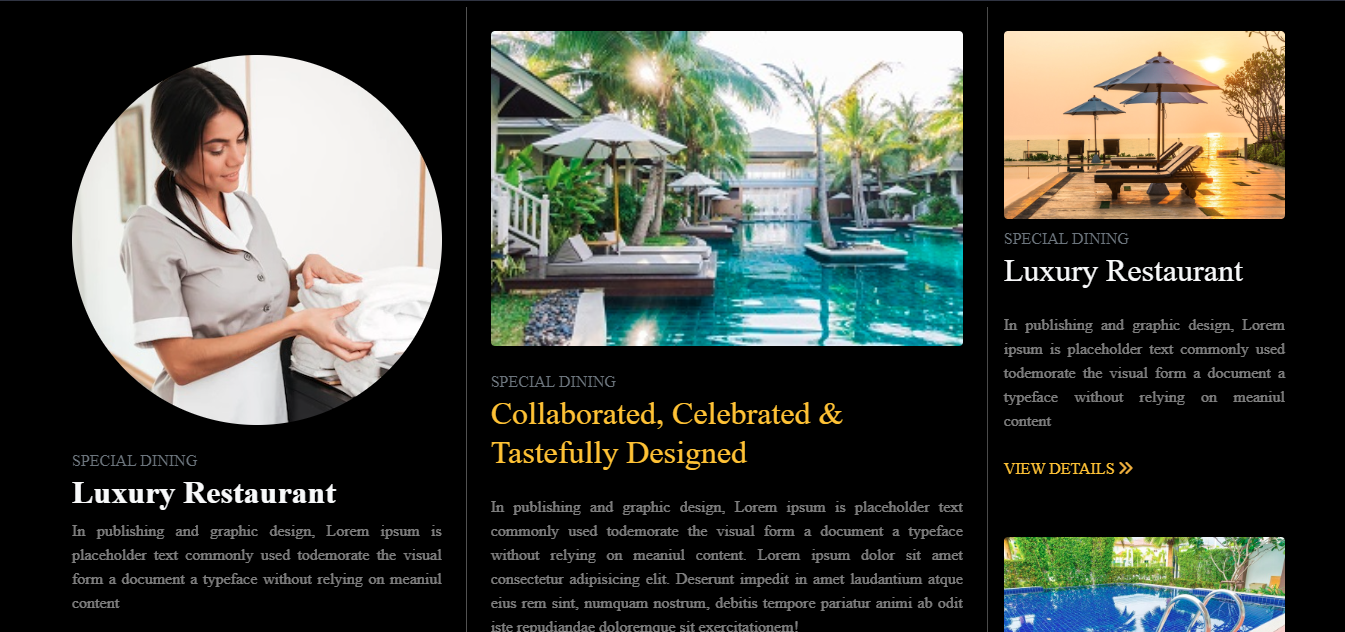 SPECIAL DINING
Luxury Restaurant
In publishing and graphic design, Lorem ipsum is
placeholder text commonly used todemorate the visual
form a document a typeface without relying on meaniul
content
SPECIAL DINING
Collaborated, Celebrated &
Tastefully Designed
In publishing and graphic design, Lorem ipsum is placeholder text
commonly used todemorate the visual form a document a typeface
without relying on meaniul content. Lorem ipsum dolor sit amet
consectetur adipisicing elit. Deserunt impedit in amet laudantium atque
eius rem sint, numquam nostrum, debitis tempore pariatur animi ab odit
iste repudiandae doloremque sit exercitationem!
SPECIAL DINING
Luxury Restaurant
In publishing and graphic design, Lorem
ipsum is placeholder text commonly used
todemorate the visual form a document a
typeface without relying on meaniul
content
VIEW DETAILS